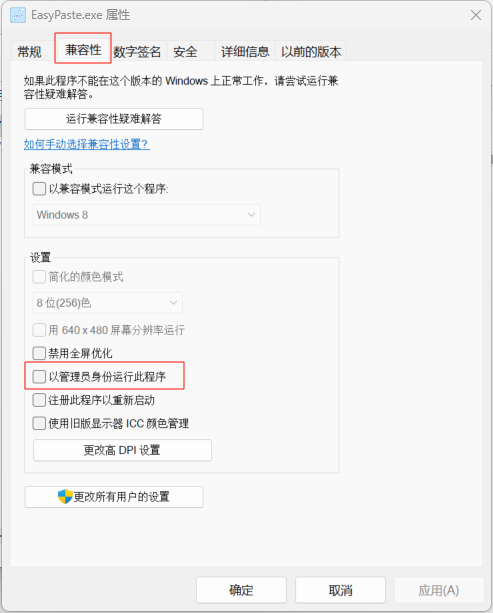 EasyPaste.exe 属性
常规 兼容性 数字签名 安全 详细信息 以前的版本
如果此程序不能在这个版本的 Windows 上正常工作，请尝试运行兼
容性疑难解答。
运行兼容性疑难解答
如何手动选择兼容性设置?
兼容模式
以兼容模式运行这个程序:
Windows 8
设置
简化的颜色模式
8 位(256)色
用 640 x 480 屏幕分辨率运行
禁用全屏优化
以管理员身份运行此程序
注册此程序以重新启动
使用旧版显示器 ICC 颜色管理
更改高 DPI 设置
更改所有用户的设置
确定 取消 应用(A)